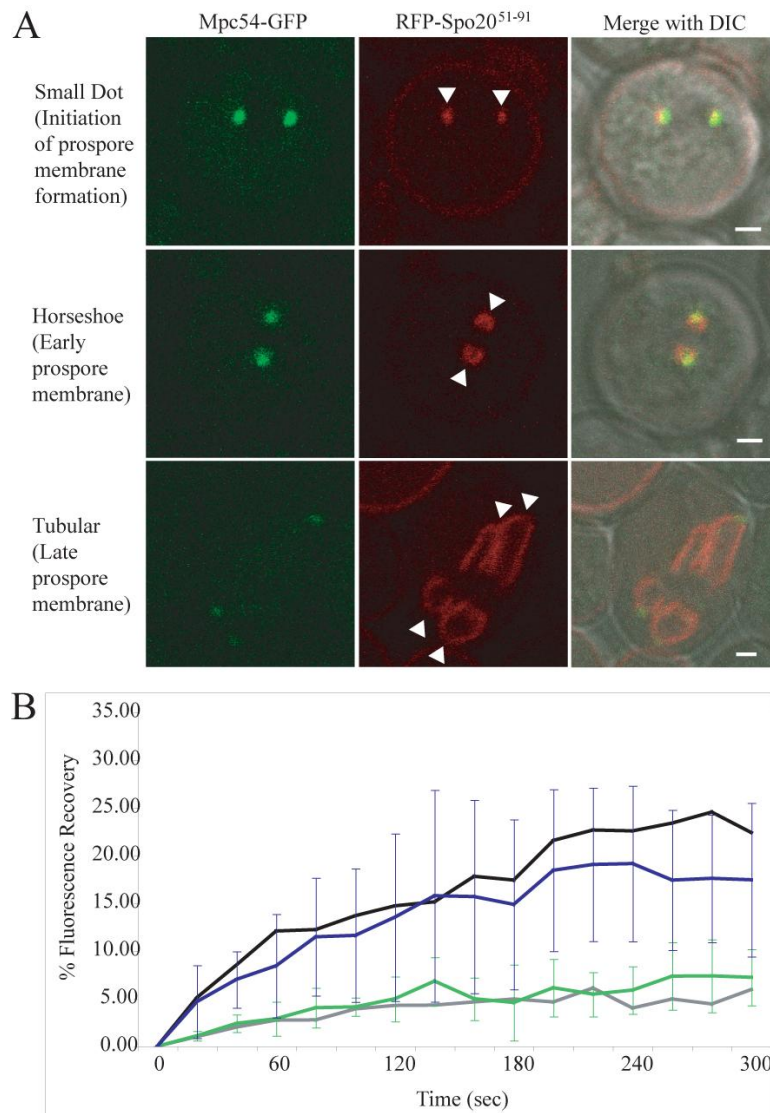 A
Mpc54-GFP
RFP-Spo20⁵¹⁻⁹¹
Merge with DIC
Small Dot
(Initiation
of prospore
membrane
formation)
Horseshoe
(Early
prospore
membrane)
Tubular
(Late
prospore
membrane)
B
% Fluorescence Recovery
35.00
30.00
25.00
20.00
15.00
10.00
5.00
0.00
0
60
120
180
240
300
Time (sec)